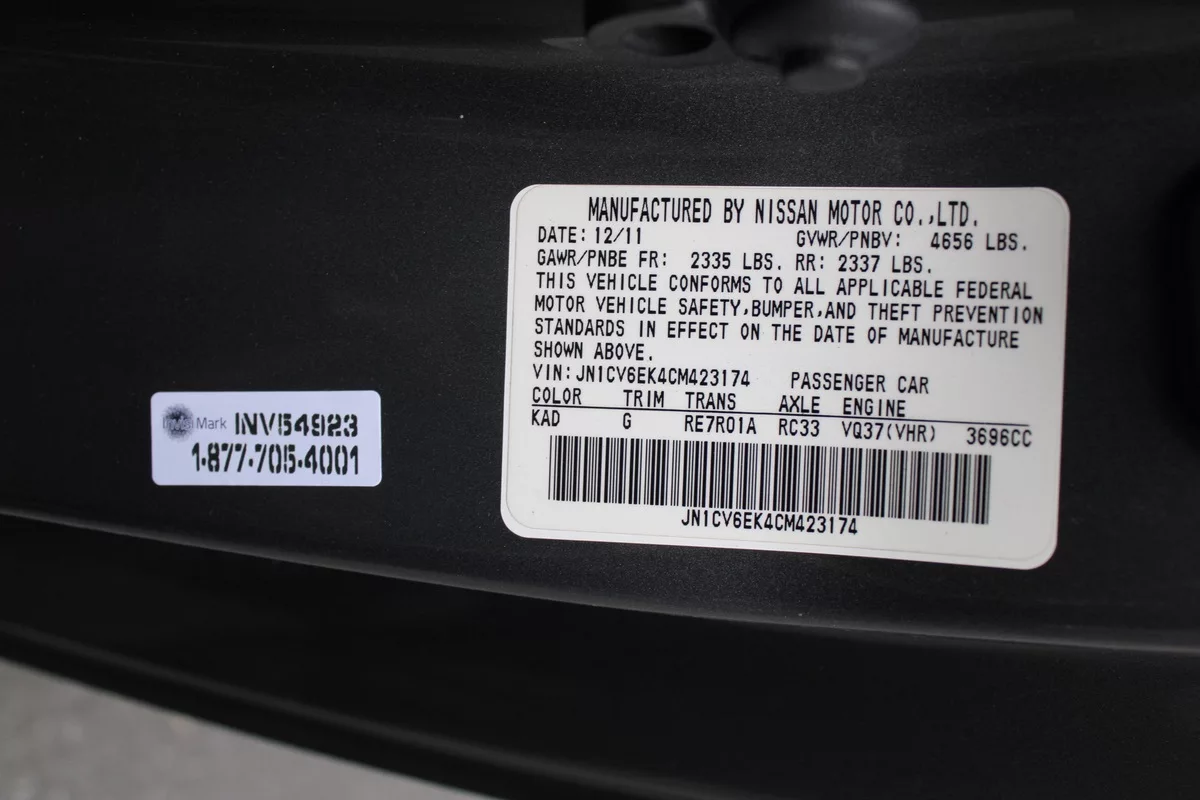 MANUFACTURED BY NISSAN MOTOR CO.,LTD.
DATE: 12/11 GVWR/PNBV: 4656 LBS.
GAWR/PNBE FR: 2335 LBS. RR: 2337 LBS.
THIS VEHICLE CONFORMS TO ALL APPLICABLE FEDERAL
MOTOR VEHICLE SAFETY,BUMPER,AND THEFT PREVENTION
STANDARDS IN EFFECT ON THE DATE OF MANUFACTURE
SHOWN ABOVE.
VIN: JN1CV6EK4CM423174 PASSENGER CAR
COLOR TRIM TRANS AXLE ENGINE
KAD G RE7R01A RC33 VQ37(VHR) 3696CC
JN1CV6EK4CM423174
Mark INV54923
1-877-705-4001